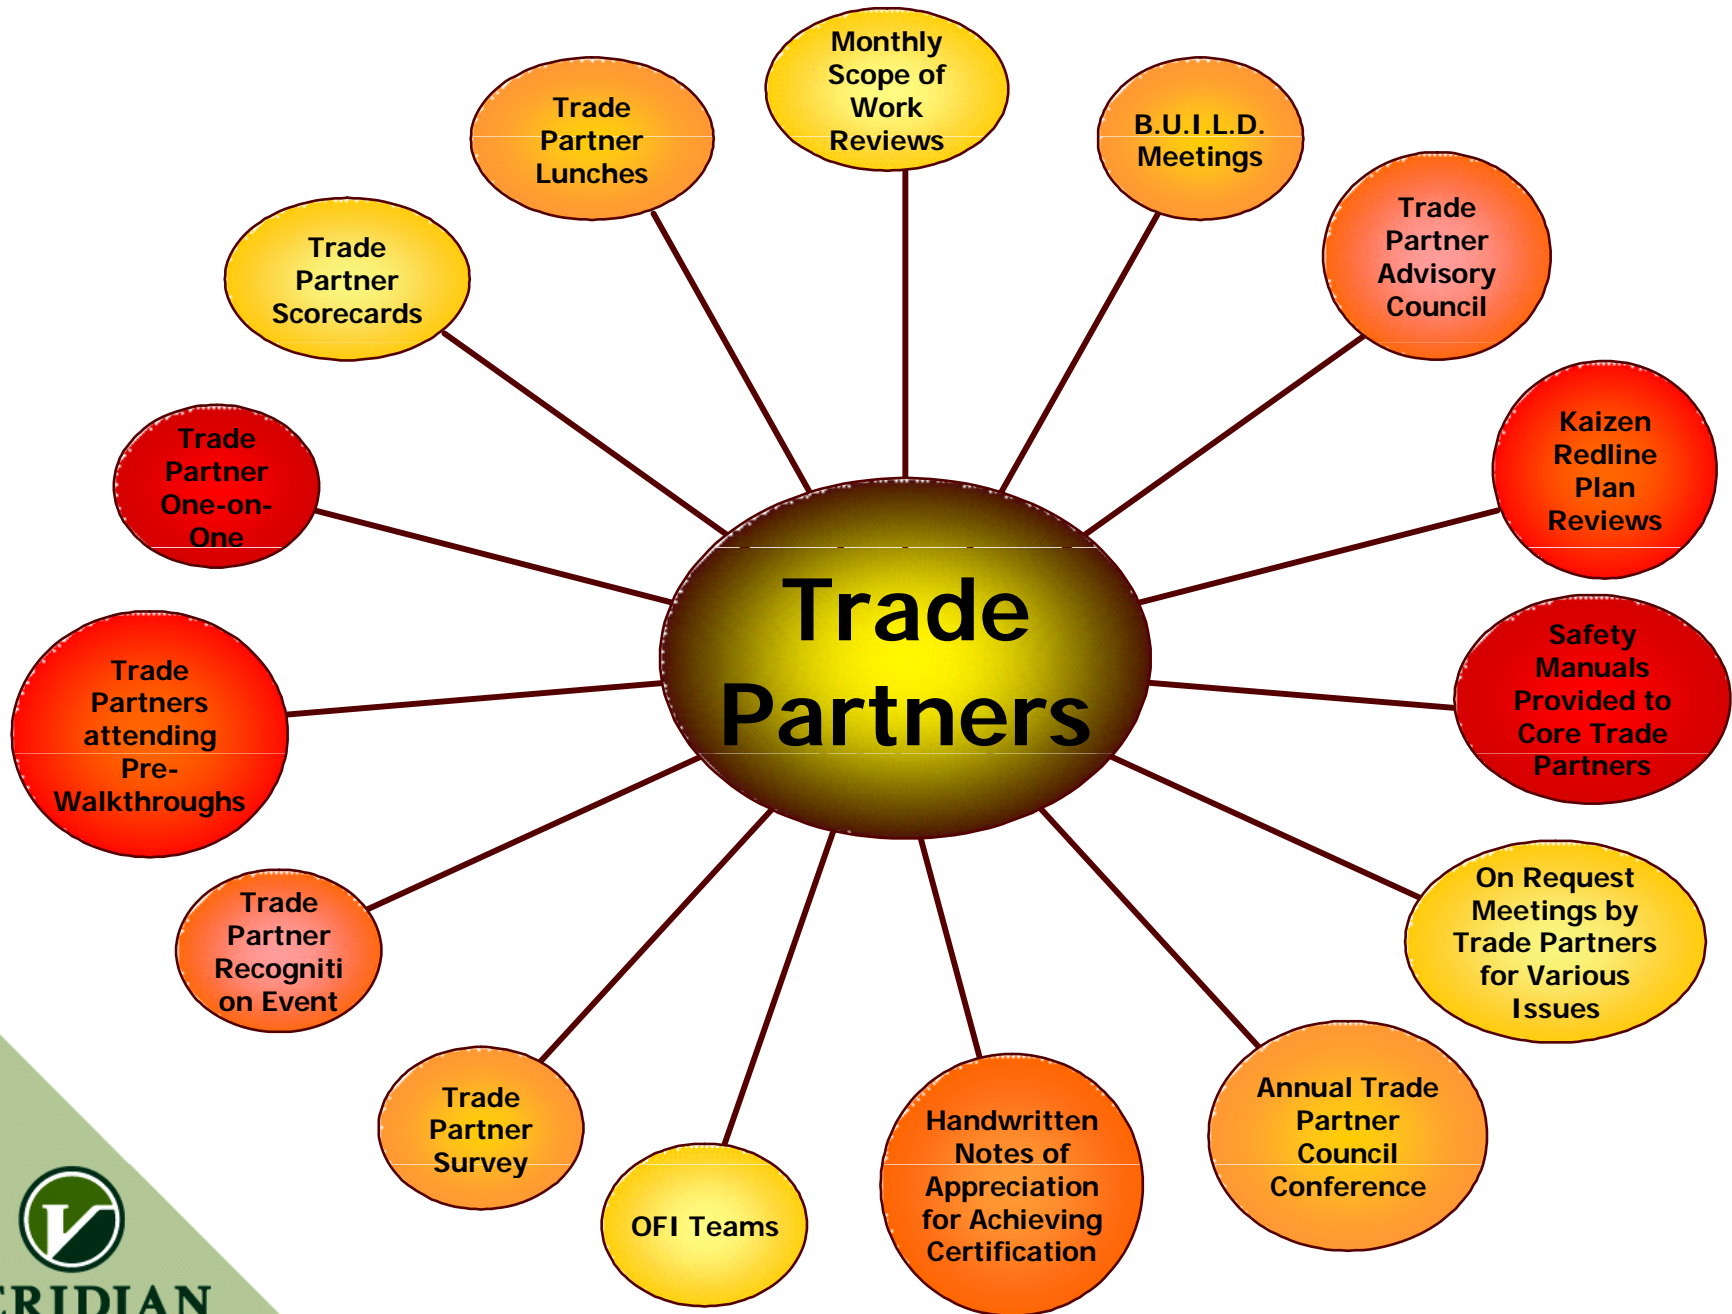 Monthly
Scope of
Work
Reviews
B.U.I.L.D.
Meetings
Trade
Partner
Advisory
Council
Kaizen
Redline
Plan
Reviews
Safety
Manuals
Provided to
Core Trade
Partners
On Request
Meetings by
Trade Partners
for Various
Issues
Annual Trade
Partner
Council
Conference
Handwritten
Notes of
Appreciation
for Achieving
Certification
OFI Teams
Trade
Partner
Survey
Trade
Partner
Recogniti
on Event
Trade
Partners
attending
Pre-
Walkthroughs
Trade
Partner
One-on-
One
Trade
Partner
Scorecards
Trade
Partner
Lunches
Trade
Partners
V
ERIDIAN